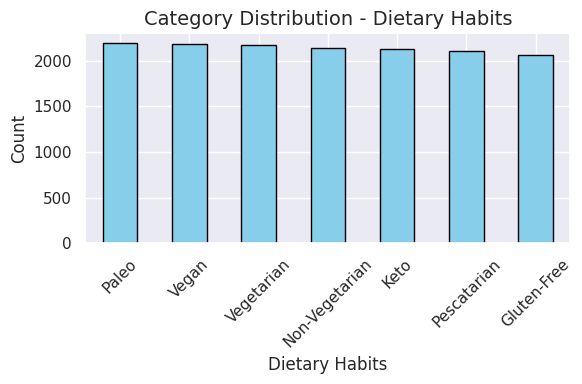 Category Distribution - Dietary Habits
Count
2000
1500
1000
500
0
Paleo
Vegan
Vegetarian
Non-Vegetarian
Keto
Pescatarian
Gluten-Free
Dietary Habits